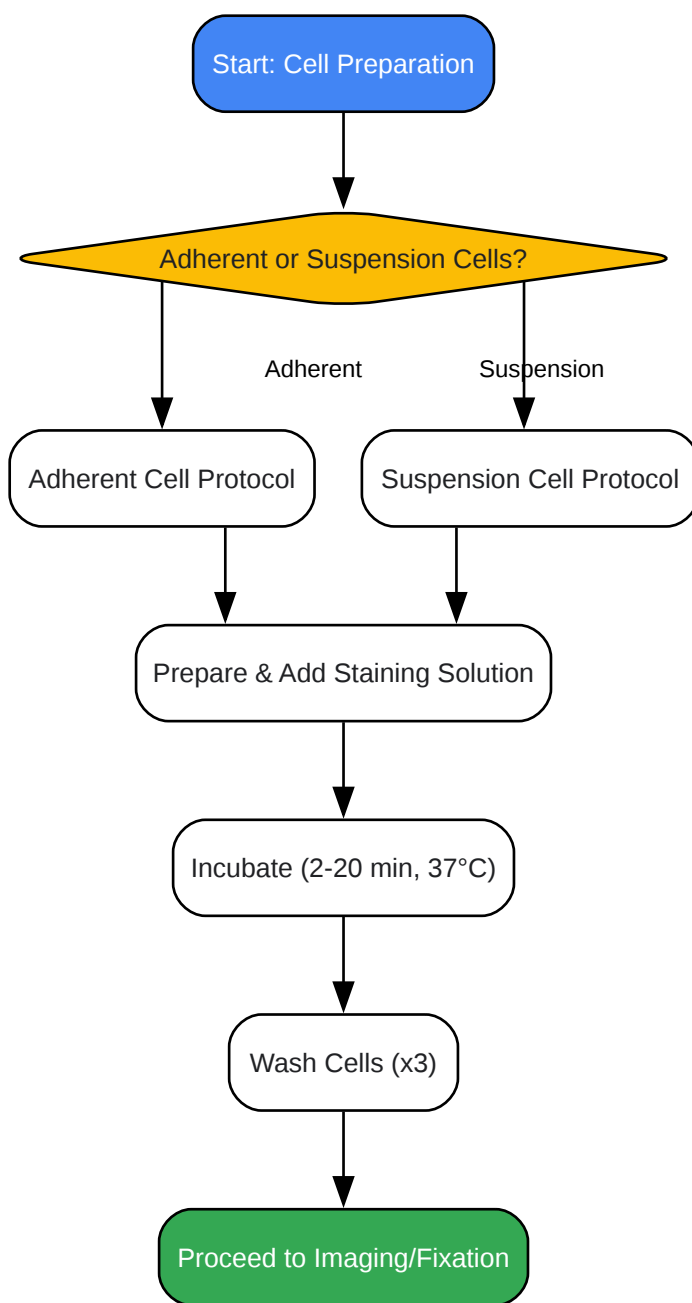 Start: Cell Preparation
Adherent or Suspension Cells?
Adherent
Suspension
Adherent Cell Protocol
Suspension Cell Protocol
Prepare & Add Staining Solution
Incubate (2-20 min, 37°C)
Wash Cells (x3)
Proceed to Imaging/Fixation